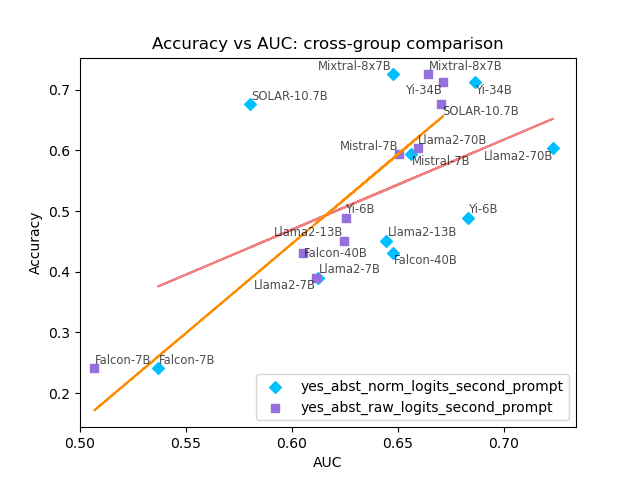 Accuracy vs AUC: cross-group comparison
Mixtral-8x7B Mixtral-8x7B
0.7
Yi-34B Yi-34B
SOLAR-10.7B
SOLAR-10.7B
Mistral-7B Llama2-70B
0.6
Mistral-7B Llama2-70B
Yi-6B Yi-6B
0.5
Llama2-13B Llama2-13B
Falcon-40B
Falcon-40B
Accuracy
0.4
Llama2-7B
Llama2-7B
0.3
Falcon-7B Falcon-7B
0.2
yes_abst_norm_logits_second_prompt
yes_abst_raw_logits_second_prompt
0.50 0.55 0.60 0.65 0.70
AUC